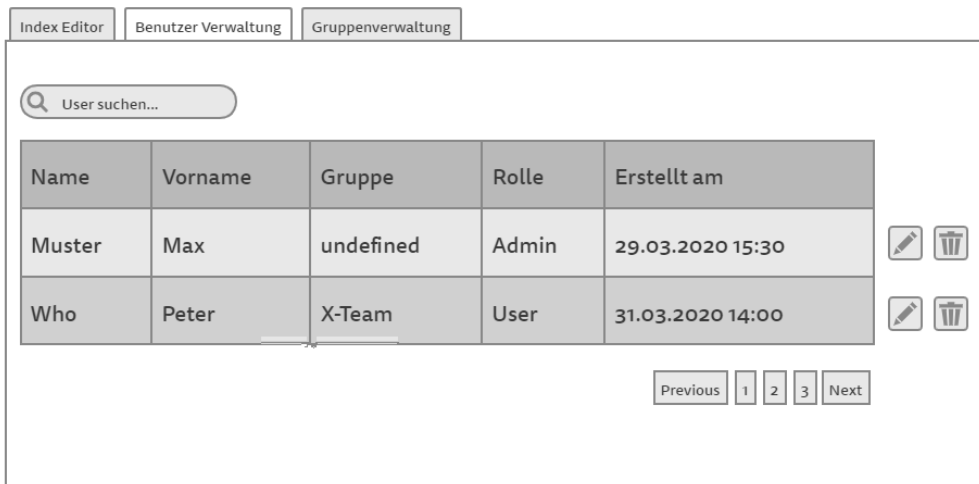 Index Editor Benutzer Verwaltung Gruppenverwaltung
User suchen...
Name Vorname Gruppe Rolle Erstellt am
Muster Max undefined Admin 29.03.2020 15:30
Who Peter X-Team User 31.03.2020 14:00
Previous 1 2 3 Next